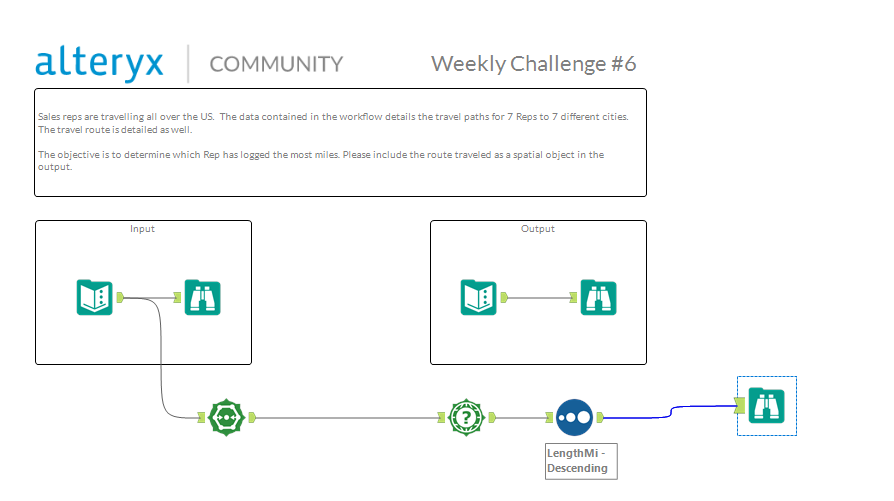 alteryx COMMUNITY Weekly Challenge #6
Sales reps are travelling all over the US.  The data contained in the workflow details the travel paths for 7 Reps to 7 different cities.
The travel route is detailed as well.
The objective is to determine which Rep has logged the most miles. Please include the route traveled as a spatial object in the
output.
Input
Output
?
LengthMi -
Descending